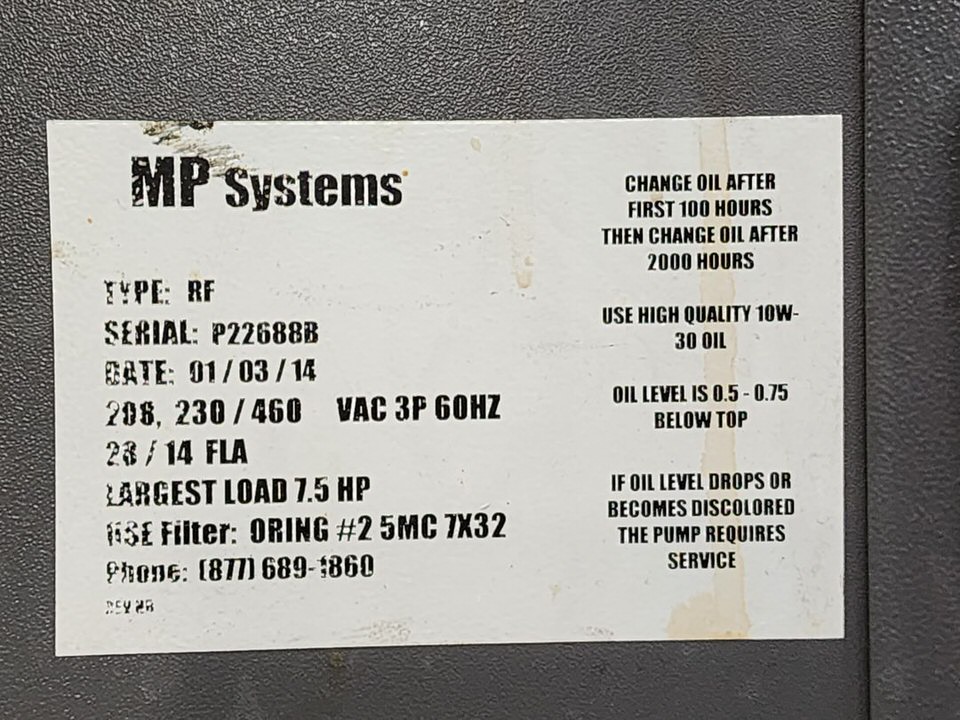 MP Systems
TYPE: RF
SERIAL: P22688B
DATE: 01/03/14
208, 230/460 VAC 3P 60HZ
28/14 FLA
LARGEST LOAD 7.5 HP
USE Filter: ORING #2 5MC 7X32
Phone: (877) 689-1860
CHANGE OIL AFTER
FIRST 100 HOURS
THEN CHANGE OIL AFTER
2000 HOURS
USE HIGH QUALITY 10W-
30 OIL
OIL LEVEL IS 0.5 - 0.75
BELOW TOP
IF OIL LEVEL DROPS OR
BECOMES DISCOLORED
THE PUMP REQUIRES
SERVICE